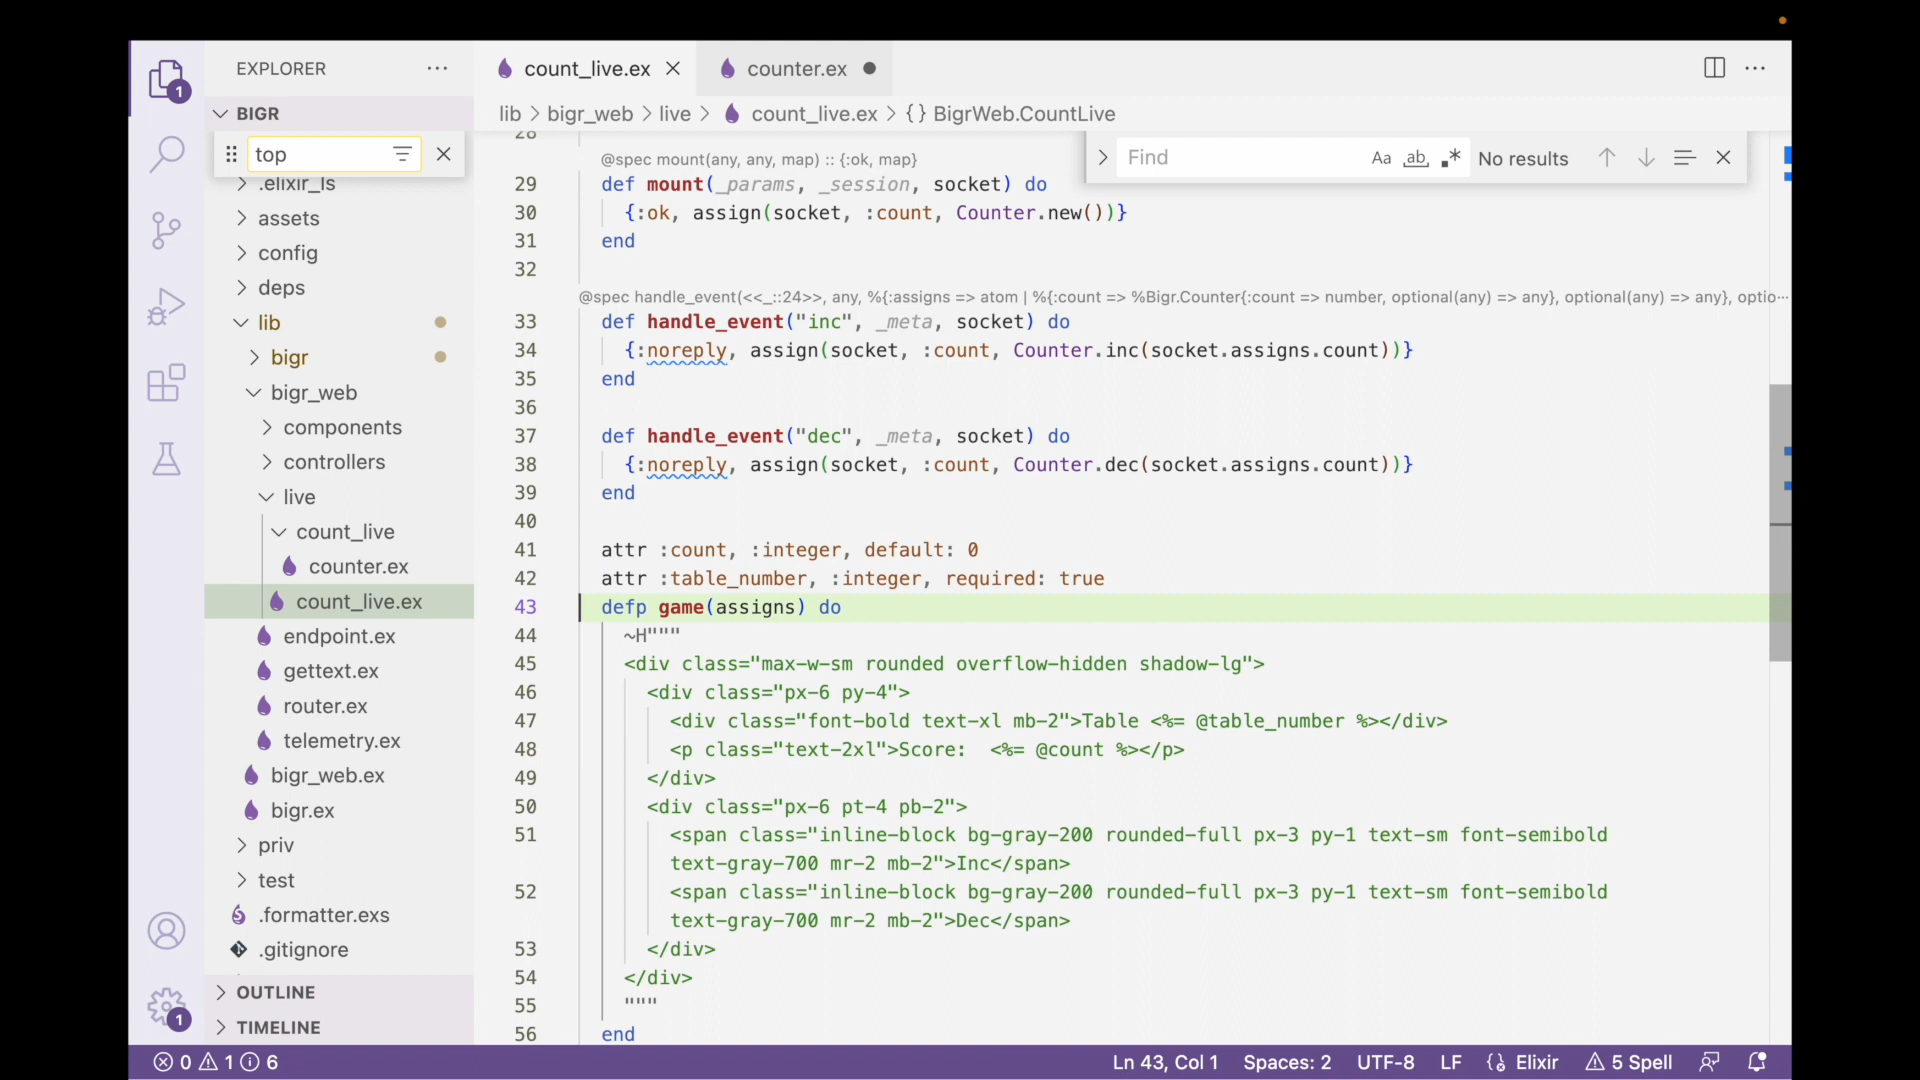 EXPLORER
count_live.ex
counter.ex
BIGR
lib > bigr_web > live > count_live.ex > {} BigrWeb.CountLive
top
Find
Aa
ab
No results
.elixir_ls
assets
config
deps
lib
bigr
bigr_web
components
controllers
live
count_live
counter.ex
count_live.ex
endpoint.ex
gettext.ex
router.ex
telemetry.ex
bigr_web.ex
bigr.ex
priv
test
.formatter.exs
.gitignore
OUTLINE
TIMELINE
28
@spec mount(any, any, map) :: {:ok, map}
29 def mount(_params, _session, socket) do
30 {:ok, assign(socket, :count, Counter.new())}
31 end
32
@spec handle_event(<<_::24>>, any, %{:assigns => atom | %{:count => %Bigr.Counter{:count => number, optional(any) => any}, optional(any) => any}, optio···
33 def handle_event("inc", _meta, socket) do
34 {:noreply, assign(socket, :count, Counter.inc(socket.assigns.count))}
35 end
36
37 def handle_event("dec", _meta, socket) do
38 {:noreply, assign(socket, :count, Counter.dec(socket.assigns.count))}
39 end
40
41 attr :count, :integer, default: 0
42 attr :table_number, :integer, required: true
43 defp game(assigns) do
44 ~H"""
45 <div class="max-w-sm rounded overflow-hidden shadow-lg">
46 <div class="px-6 py-4">
47 <div class="font-bold text-xl mb-2">Table <%= @table_number %></div>
48 <p class="text-2xl">Score:  <%= @count %></p>
49 </div>
50 <div class="px-6 pt-4 pb-2">
51 <span class="inline-block bg-gray-200 rounded-full px-3 py-1 text-sm font-semibold
text-gray-700 mr-2 mb-2">Inc</span>
52 <span class="inline-block bg-gray-200 rounded-full px-3 py-1 text-sm font-semibold
text-gray-700 mr-2 mb-2">Dec</span>
53 </div>
54 </div>
55 """
56 end
1
1
0 1 6
Ln 43, Col 1
Spaces: 2
UTF-8
LF
Elixir
5 Spell